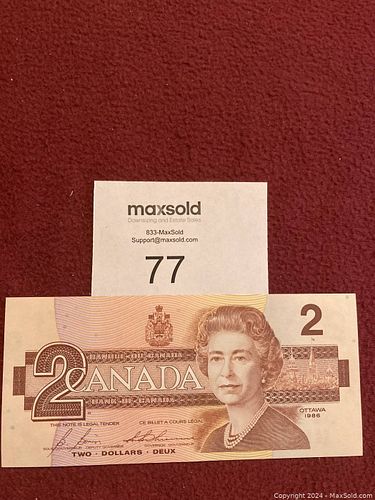 maxsold
Downsizing and Estate Sales
833-MaxSold
Support@maxsold.com
77
2
BANQUE · DU · CANADA
2 CANADA
BANK · OF · CANADA
OTTAWA
1986
THIS NOTE IS LEGAL TENDER
CE BILLET A COURS LÉGAL
TWO · DOLLARS · DEUX
Copyright 2024 - MaxSold.com